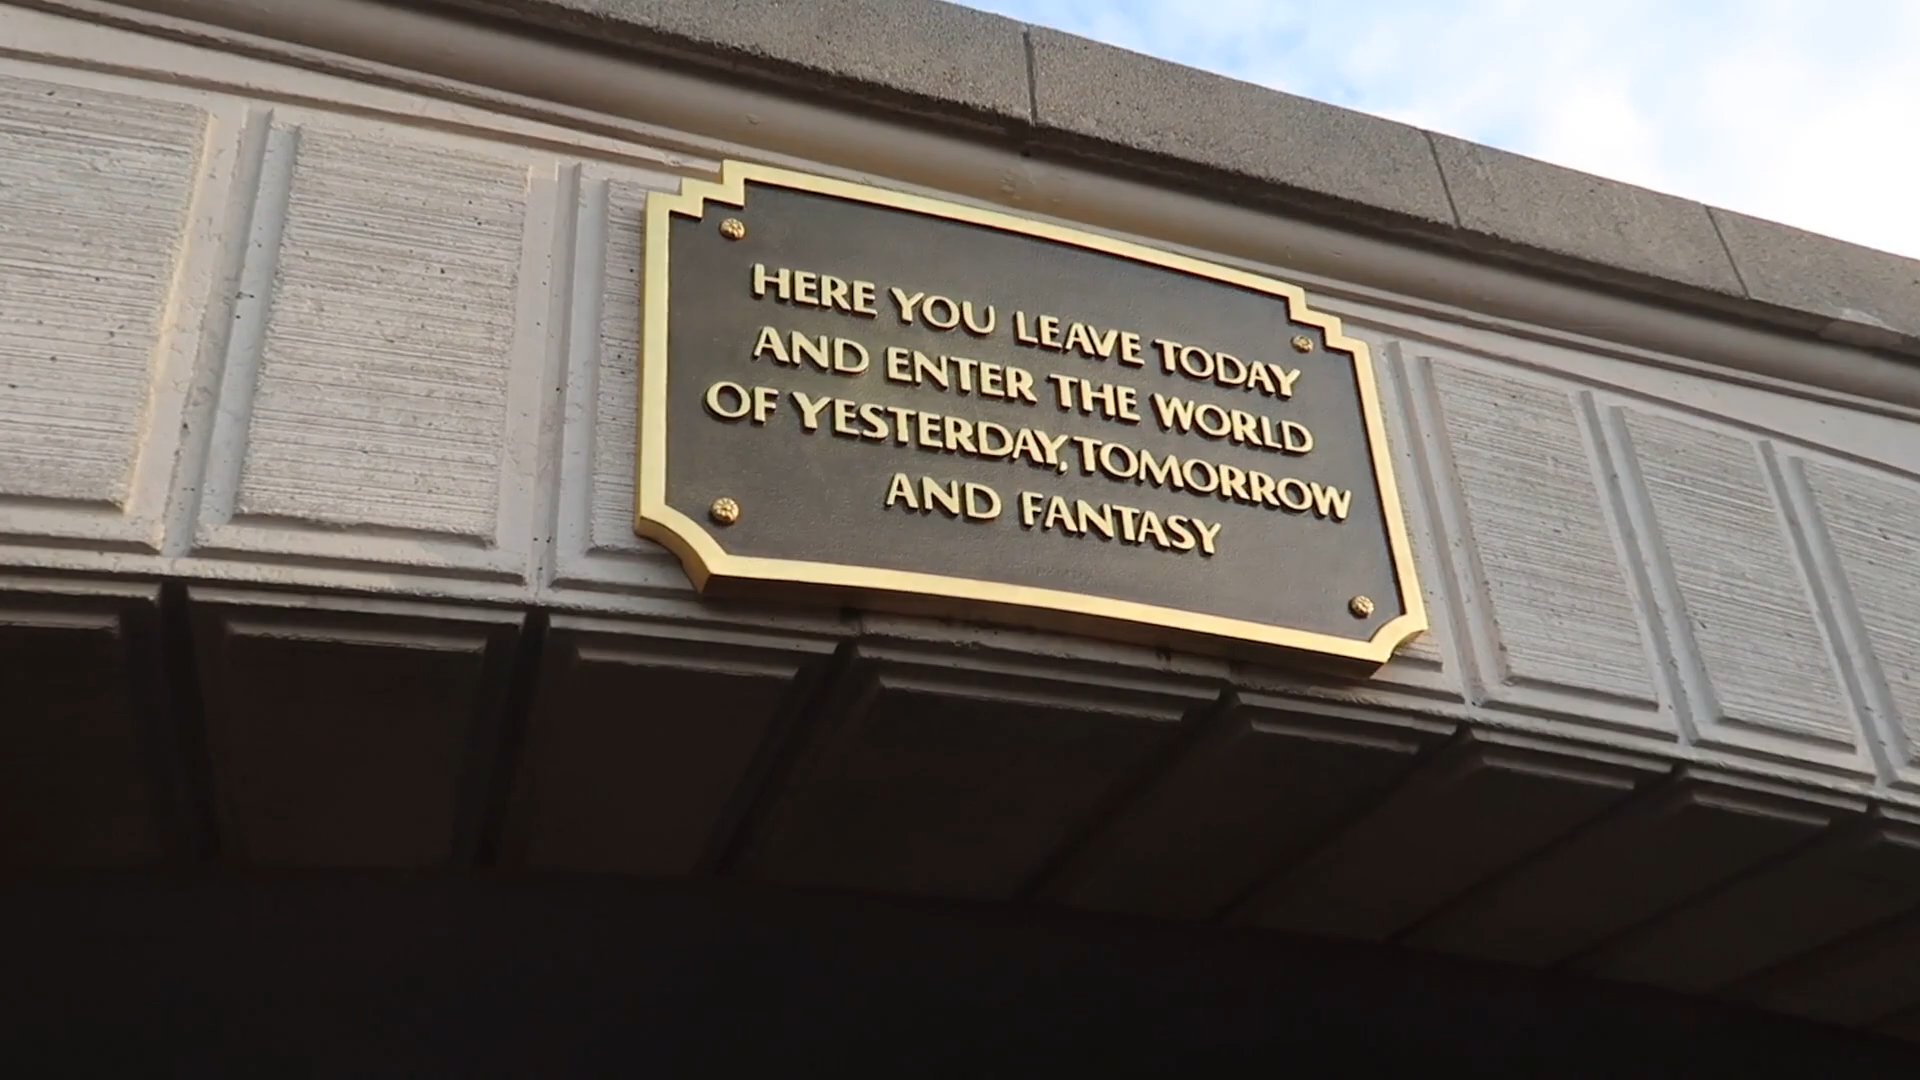 HERE YOU LEAVE TODAY
AND ENTER THE WORLD
OF YESTERDAY, TOMORROW
AND FANTASY